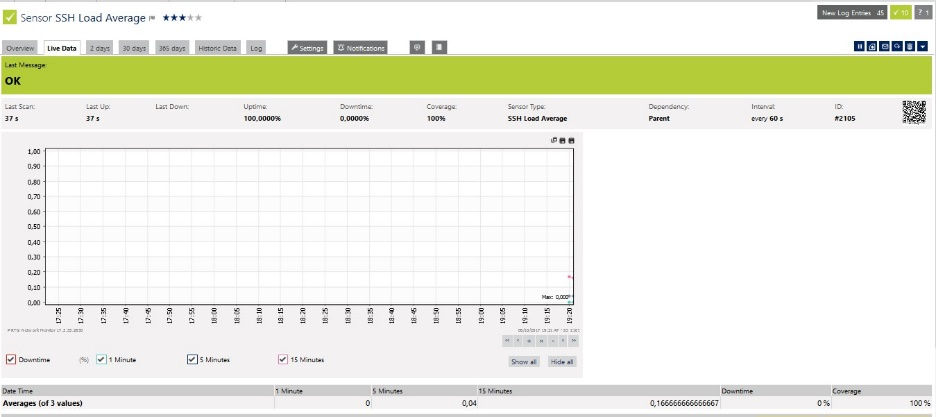 Sensor SSH Load Average
New Log Entries 45 10 ? 1
Overview Live Data 2 days 30 days 365 days Historic Data Log Settings Notifications
Last Message:
OK
Last Scan: Last Up: Last Down: Uptime: Downtime: Coverage: Sensor Type: Dependency: Interval: ID:
37 s 37 s 100,0000% 0,0000% 100% SSH Load Average Parent every 60 s #2105
1,00
0,90
0,80
0,70
0,60
0,50
0,40
0,30
0,20
0,10
0,00
Max: 0,000
17:25 17:30 17:35 17:40 17:45 17:50 17:55 18:00 18:05 18:10 18:15 18:20 18:25 18:30 18:35 18:40 18:45 18:50 18:55 19:00 19:05 19:10 19:15 19:20
PRTG Network Monitor
Downtime (%) 1 Minute 5 Minutes 15 Minutes Show all Hide all
Date Time 1 Minute 5 Minutes 15 Minutes Downtime Coverage
Averages (of 3 values) 0 0,04 0,166666666666667 0 % 100 %